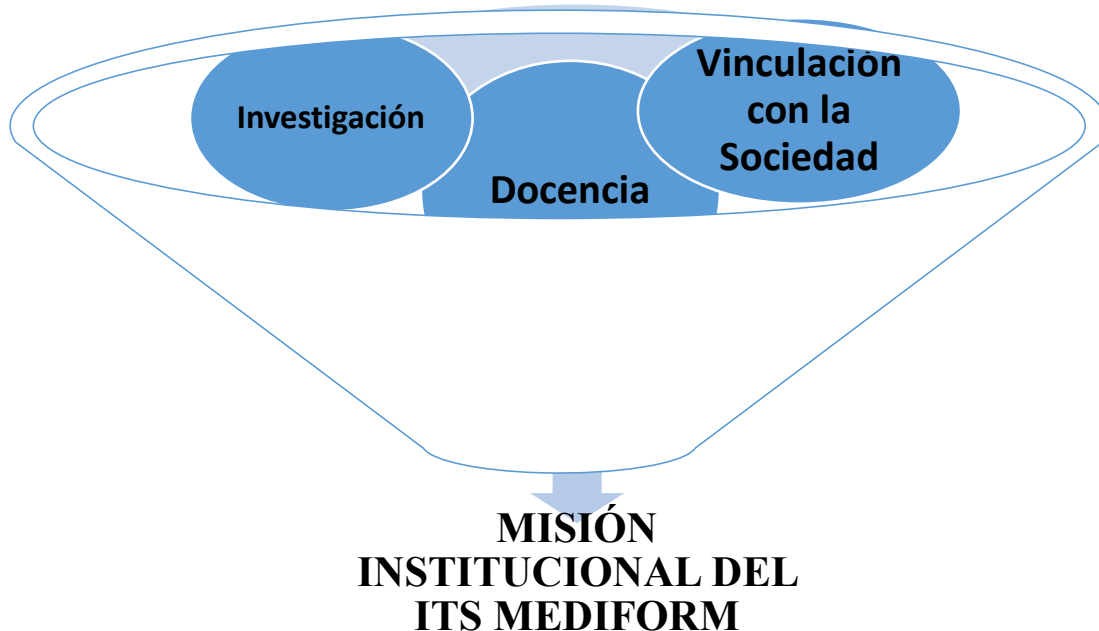 Investigación
Docencia
Vinculación
con la
Sociedad
MISIÓN
INSTITUCIONAL DEL
ITS MEDIFORM